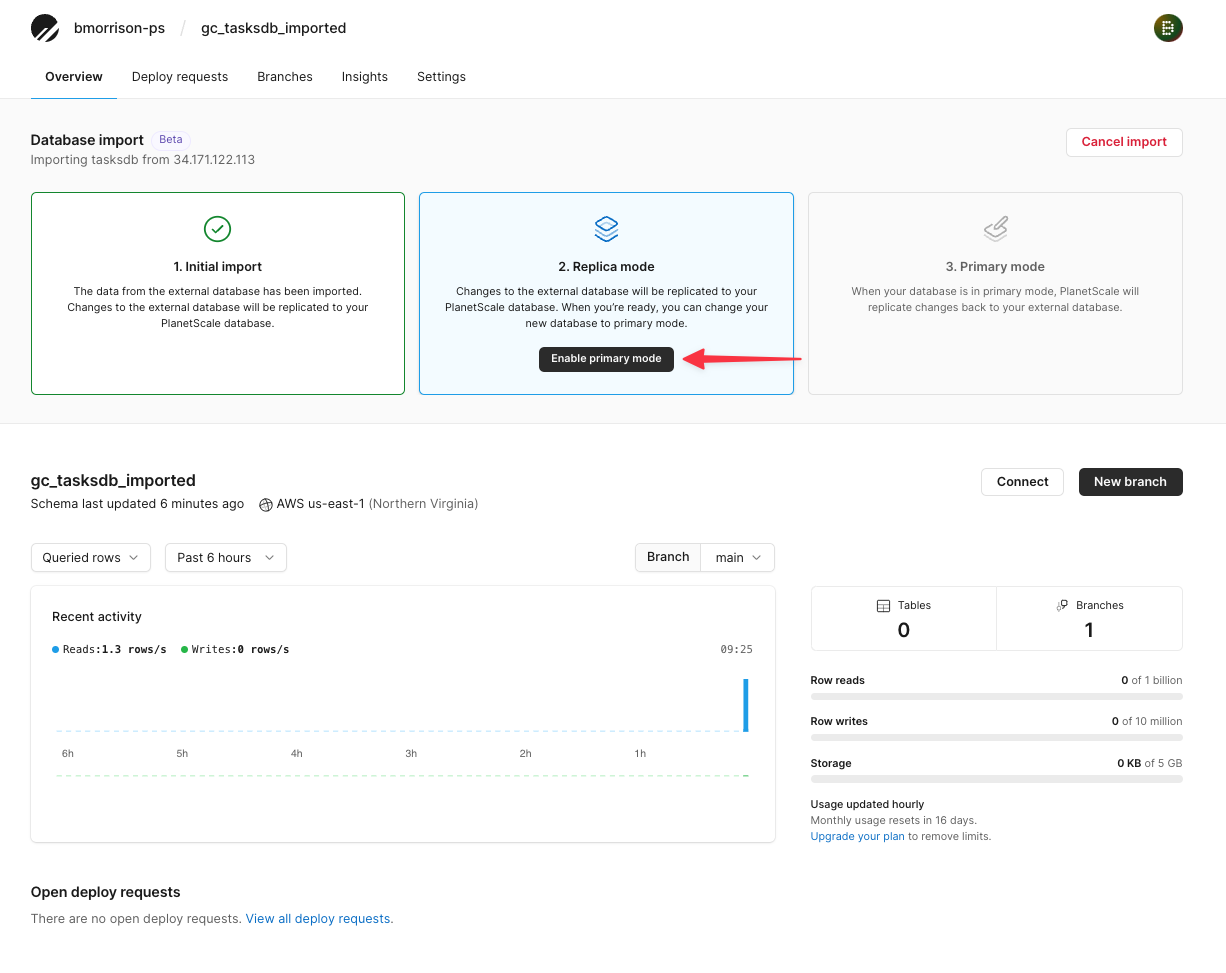 bmorrison-ps / gc_tasksdb_imported
Overview Deploy requests Branches Insights Settings
Database import Beta
Importing tasksdb from 34.171.122.113
Cancel import
1. Initial import
The data from the external database has been imported.
Changes to the external database will be replicated to your
PlanetScale database.
2. Replica mode
Changes to the external database will be replicated to your
PlanetScale database. When you're ready, you can change your
new database to primary mode.
Enable primary mode
3. Primary mode
When your database is in primary mode, PlanetScale will
replicate changes back to your external database.
gc_tasksdb_imported
Schema last updated 6 minutes ago AWS us-east-1 (Northern Virginia)
Connect New branch
Queried rows Past 6 hours Branch main
Recent activity
Reads:1.3 rows/s Writes:0 rows/s 09:25
6h 5h 4h 3h 2h 1h
Tables
0
Branches
1
Row reads 0 of 1 billion
Row writes 0 of 10 million
Storage 0 KB of 5 GB
Usage updated hourly
Monthly usage resets in 16 days.
Upgrade your plan to remove limits.
Open deploy requests
There are no open deploy requests. View all deploy requests.